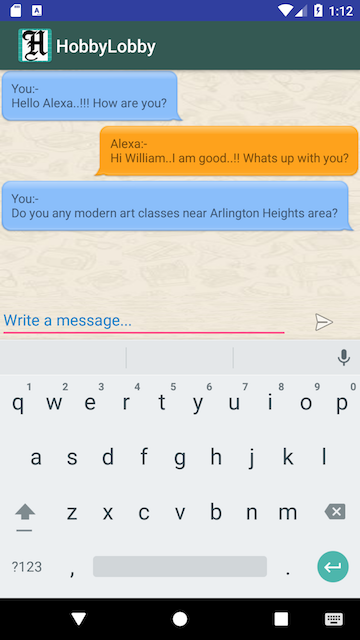 A
1:12
H HobbyLobby
You:-
Hello Alexa..!!! How are you?
Alexa:-
Hi William..I am good..!! Whats up with you?
You:-
Do you any modern art classes near Arlington Heights area?
Write a message...
1 2 3 4 5 6 7 8 9 0
q w e r t y u i o p
a s d f g h j k l
z x c v b n m
?123 , .